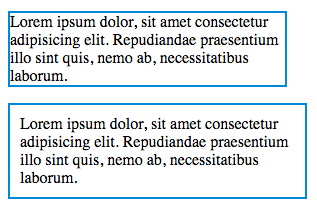 Lorem ipsum dolor, sit amet consectetur
adipisicing elit. Repudiandae praesentium
illo sint quis, nemo ab, necessitatibus
laborum.
Lorem ipsum dolor, sit amet consectetur
adipisicing elit. Repudiandae praesentium
illo sint quis, nemo ab, necessitatibus
laborum.